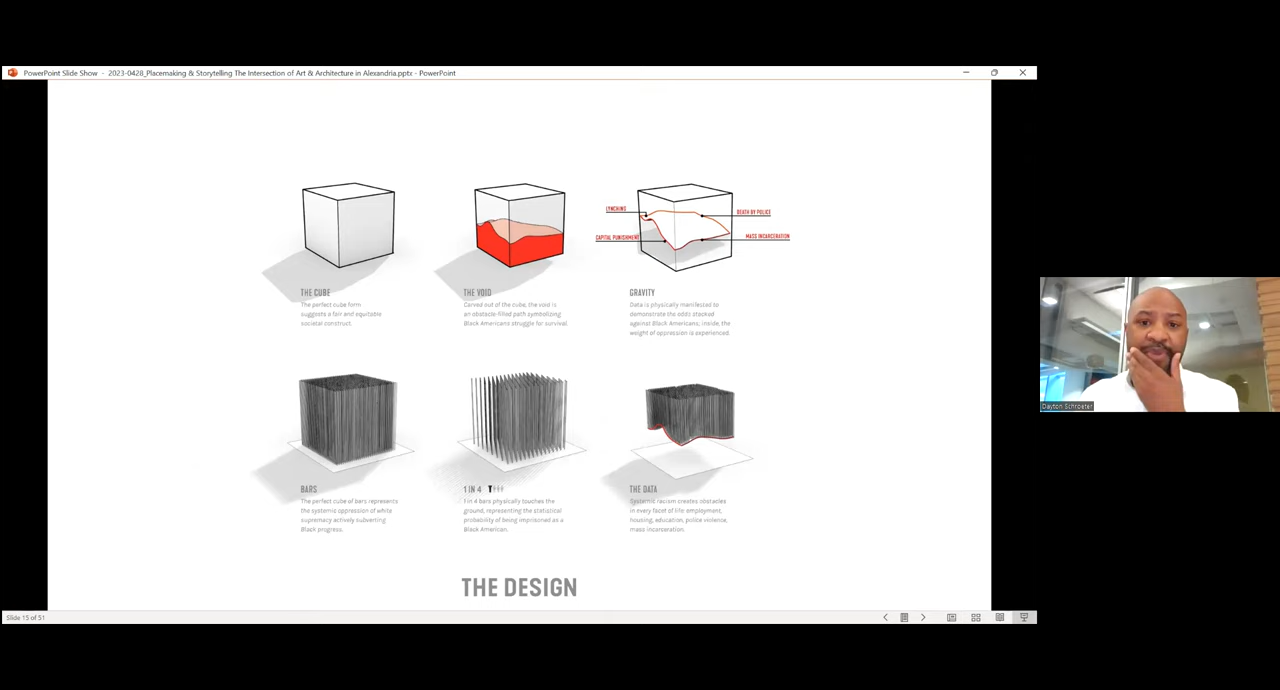 PowerPoint Slide Show - 2023-0428_Placemaking & Storytelling The Intersection of Art & Architecture in Alexandria.pptx - PowerPoint
LYNCHING
DEATH BY POLICE
CAPITAL PUNISHMENT
MASS INCARCERATION
THE CUBE
The perfect cube form
suggests a fair and equitable
societal construct.
THE VOID
Carved out of the cube, the void is
an obstacle-filled path symbolizing
Black Americans struggle for survival.
GRAVITY
Data is physically manifested to
demonstrate the odds stacked
against Black Americans; inside, the
weight of oppression is experienced.
BARS
The perfect cube of bars represents
the systemic oppression of white
supremacy actively subverting
Black progress.
1 IN 4
1 in 4 bars physically touches the
ground, representing the statistical
probability of being imprisoned as a
Black American.
THE DATA
Systemic racism creates obstacles
in every facet of life: employment,
housing, education, police violence,
mass incarceration.
THE DESIGN
Slide 15 of 51
Dayton Schroeter